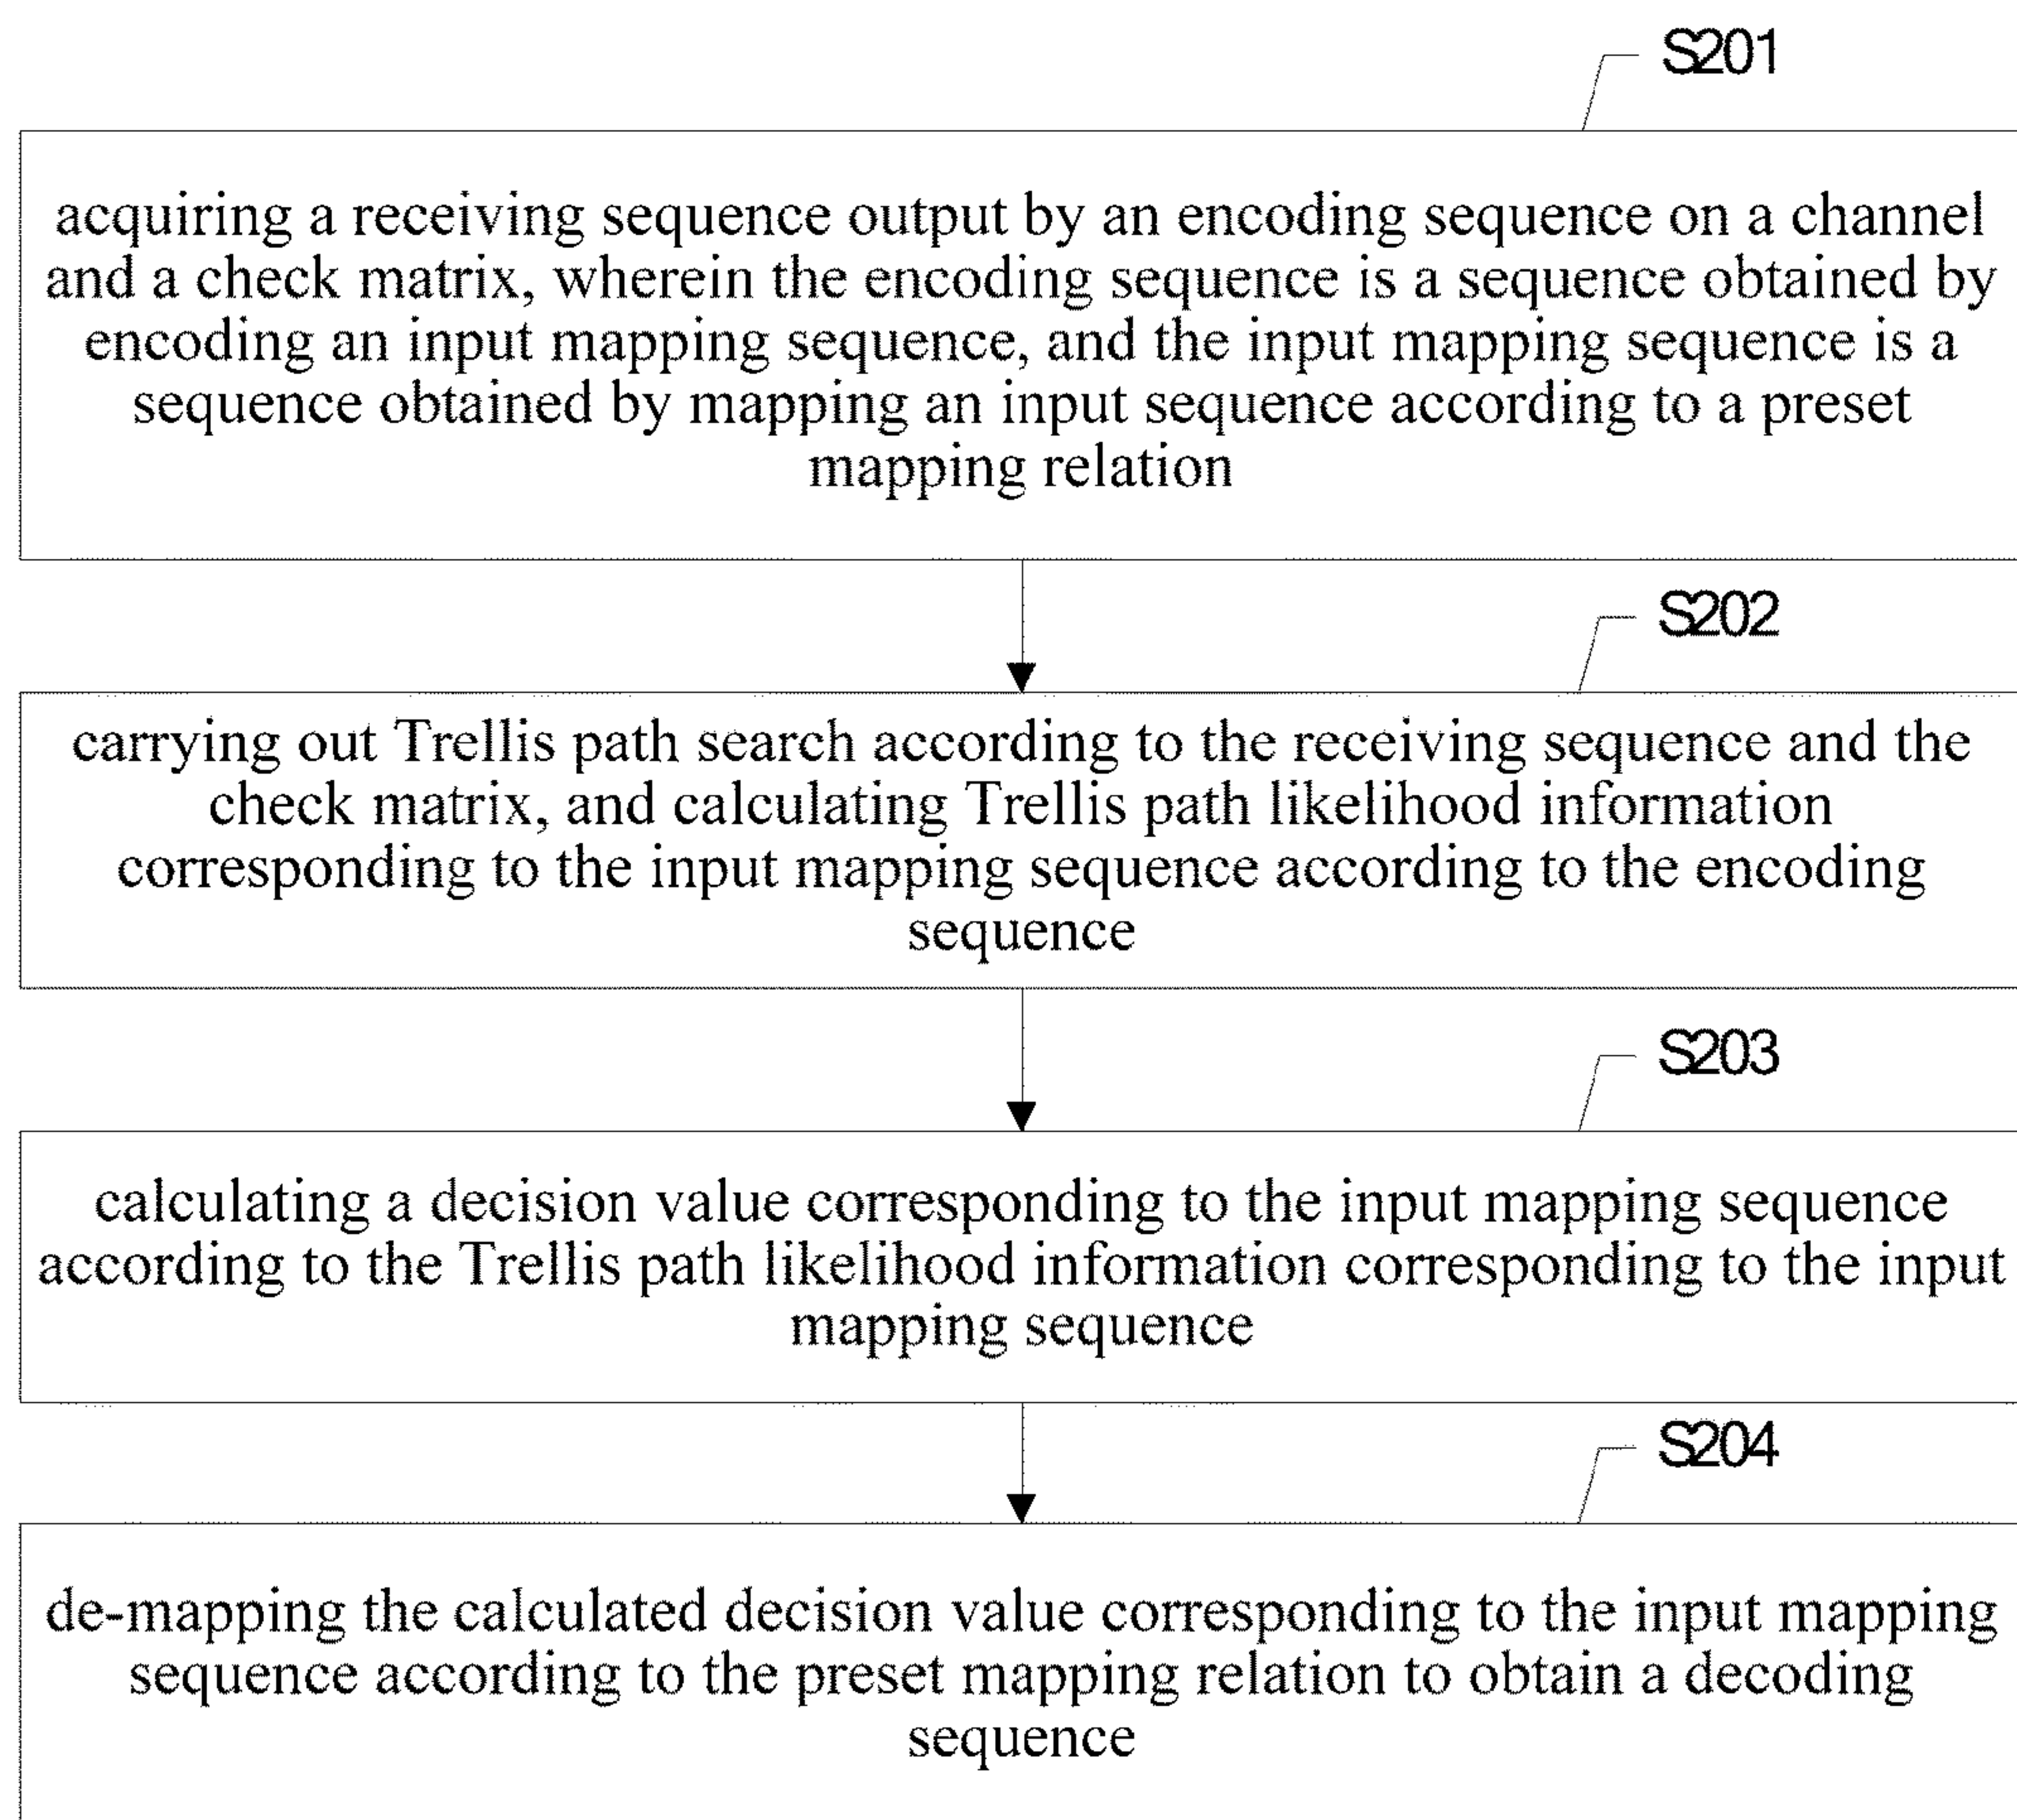 S201
acquiring a receiving sequence output by an encoding sequence on a channel
and a check matrix, wherein the encoding sequence is a sequence obtained by
encoding an input mapping sequence, and the input mapping sequence is a
sequence obtained by mapping an input sequence according to a preset
mapping relation
S202
carrying out Trellis path search according to the receiving sequence and the
check matrix, and calculating Trellis path likelihood information
corresponding to the input mapping sequence according to the encoding
sequence
S203
calculating a decision value corresponding to the input mapping sequence
according to the Trellis path likelihood information corresponding to the input
mapping sequence
S204
de-mapping the calculated decision value corresponding to the input mapping
sequence according to the preset mapping relation to obtain a decoding
sequence